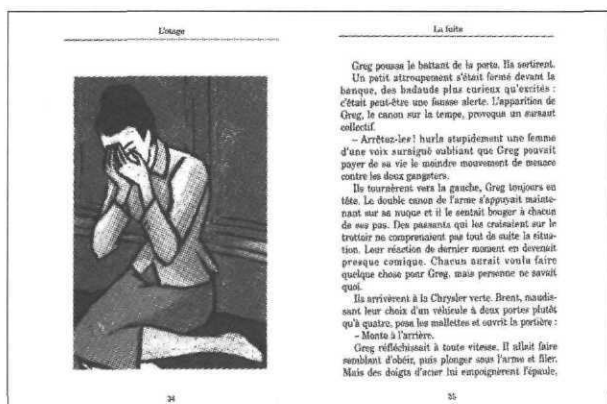 L'otage
34
La fuite
Greg poussa le battant de la porte. Ils sortirent.
Un petit attroupement s'était formé devant la
banque, des badauds plus curieux qu'excités :
c'était peut-être une fausse alerte. L'apparition de
Greg, le canon sur la tempe, provoqua un sursaut
collectif.
– Arrêtez-les ! hurla stupidement une femme
d'une voix suraiguë oubliant que Greg pouvait
payer de sa vie le moindre mouvement de menace
contre les deux gangsters.
Ils tournèrent vers la gauche, Greg toujours en
tête. Le double canon de l'arme s'appuyait mainte-
nant sur sa nuque et il le sentait bouger à chacun
de ses pas. Des passants qui les croisaient sur le
trottoir ne comprenaient pas tout de suite la situa-
tion. Leur réaction de dernier moment en devenait
presque comique. Chacun aurait voulu faire
quelque chose pour Greg, mais personne ne savait
quoi.
Ils arrivèrent à la Chrysler verte. Brent, maudis-
sant leur choix d'un véhicule à deux portes plutôt
qu'à quatre, posa les mallettes et ouvrit la portière :
– Monte à l'arrière.
Greg réfléchissait à toute vitesse. Il allait faire
semblant d'obéir, puis plonger sous l'arme et filer.
Mais des doigts d'acier lui empoignèrent l'épaule,
35